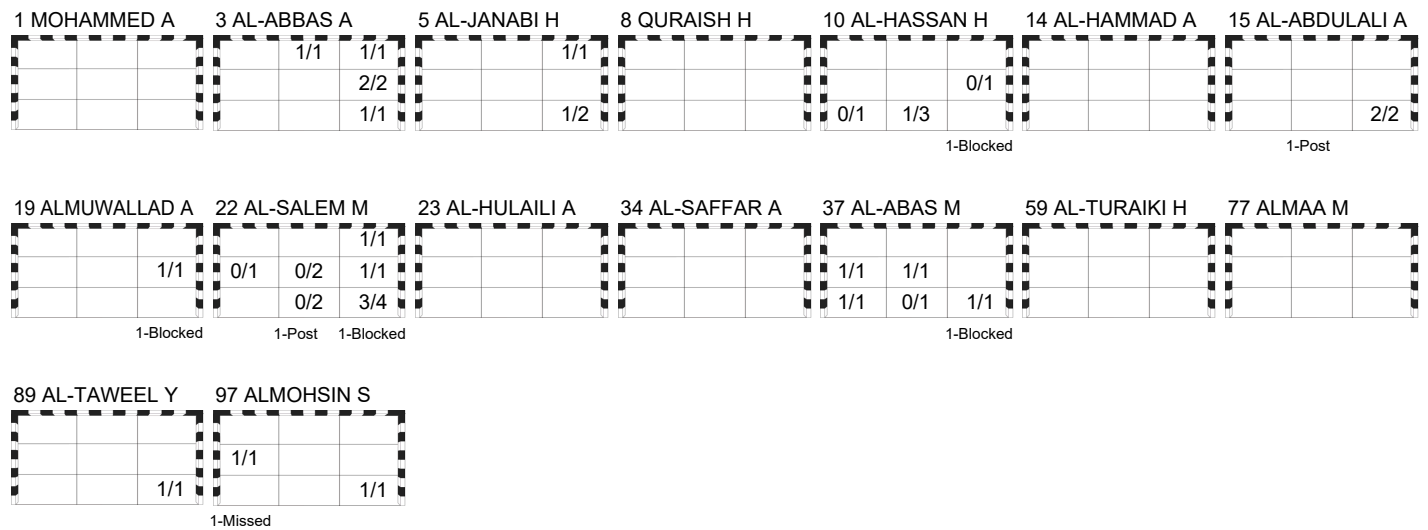 1 MOHAMMED A 3 AL-ABBAS A 5 AL-JANABI H 8 QURAISH H 10 AL-HASSAN H 14 AL-HAMMAD A 15 AL-ABDULALI A
1/1 1/1 1/1
2/2 0/1
1/1 1/2 0/1 1/3 2/2
1-Blocked 1-Post
19 ALMUWALLAD A 22 AL-SALEM M 23 AL-HULAILI A 34 AL-SAFFAR A 37 AL-ABAS M 59 AL-TURAIKI H 77 ALMAA M
1/1
1/1 0/1 0/2 1/1 1/1 1/1
0/2 3/4 1/1 0/1 1/1
1-Blocked 1-Post 1-Blocked 1-Blocked
89 AL-TAWEEL Y 97 ALMOHSIN S
1/1
1/1 1/1
1-Missed